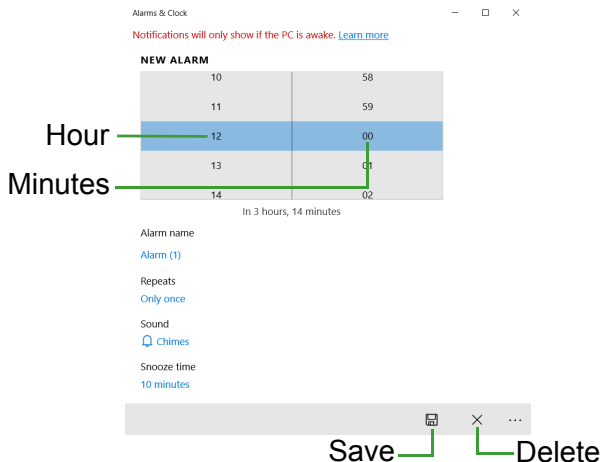 Alarms & Clock
Notifications will only show if the PC is awake. Learn more
NEW ALARM
10 58
11 59
Hour 12 00
13 01
Minutes
14 02
In 3 hours, 14 minutes
Alarm name
Alarm (1)
Repeats
Only once
Sound
Chimes
Snooze time
10 minutes
...
Save Delete